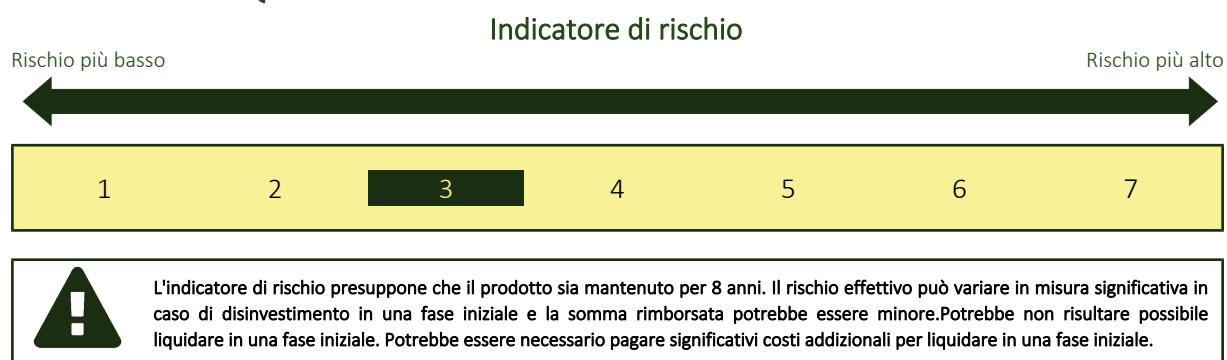 Indicatore di rischio
Rischio più basso
Rischio più alto
1 2 3 4 5 6 7
L'indicatore di rischio presuppone che il prodotto sia mantenuto per 8 anni. Il rischio effettivo può variare in misura significativa in
caso di disinvestimento in una fase iniziale e la somma rimborsata potrebbe essere minore.Potrebbe non risultare possibile
liquidare in una fase iniziale. Potrebbe essere necessario pagare significativi costi addizionali per liquidare in una fase iniziale.